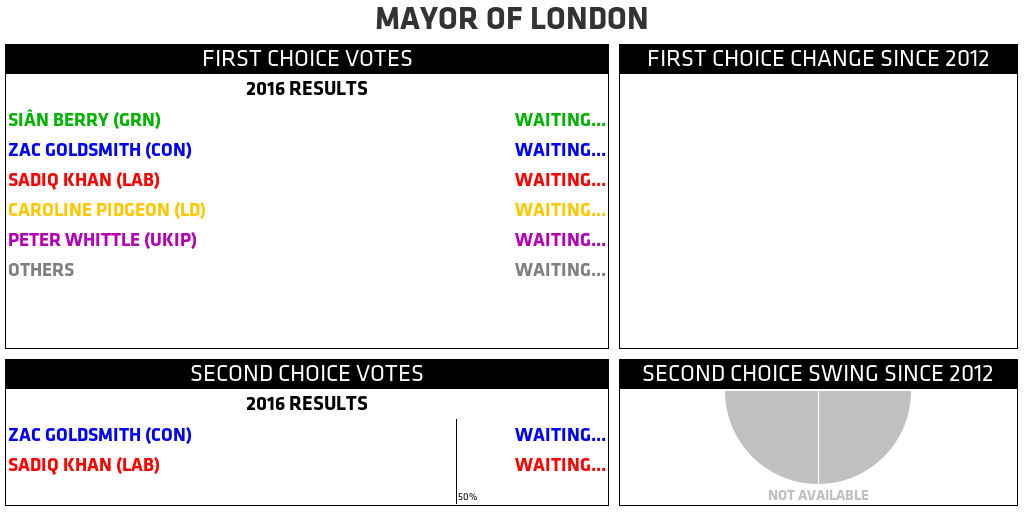 MAYOR OF LONDON
FIRST CHOICE VOTES
2016 RESULTS
SIÂN BERRY (GRN) WAITING...
ZAC GOLDSMITH (CON) WAITING...
SADIQ KHAN (LAB) WAITING...
CAROLINE PIDGEON (LD) WAITING...
PETER WHITTLE (UKIP) WAITING...
OTHERS WAITING...
FIRST CHOICE CHANGE SINCE 2012
SECOND CHOICE VOTES
2016 RESULTS
ZAC GOLDSMITH (CON) WAITING...
SADIQ KHAN (LAB) WAITING...
50%
SECOND CHOICE SWING SINCE 2012
NOT AVAILABLE